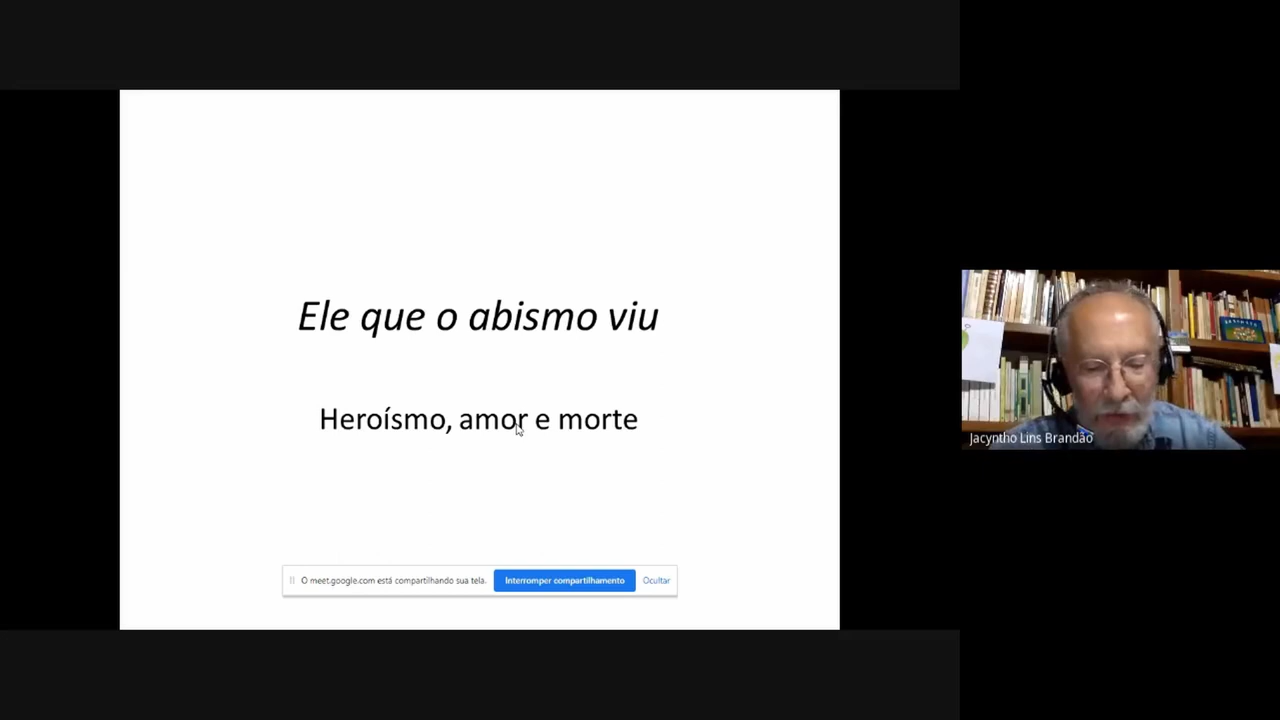 Ele que o abismo viu
Heroísmo, amor e morte
O meet.google.com está compartilhando sua tela. Interromper compartilhamento Ocultar
Jacyntho Lins Brandão